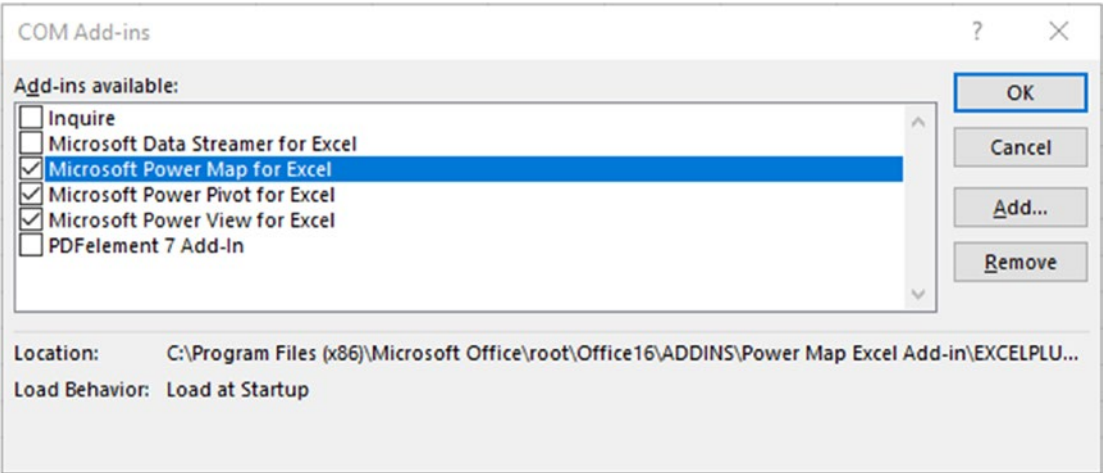 COM Add-ins ?
Add-ins available:
Inquire
Microsoft Data Streamer for Excel
Microsoft Power Map for Excel
Microsoft Power Pivot for Excel
Microsoft Power View for Excel
PDFelement 7 Add-In
OK
Cancel
Add...
Remove
Location: C:\Program Files (x86)\Microsoft Office\root\Office16\ADDINS\Power Map Excel Add-in\EXCELPLU...
Load Behavior: Load at Startup